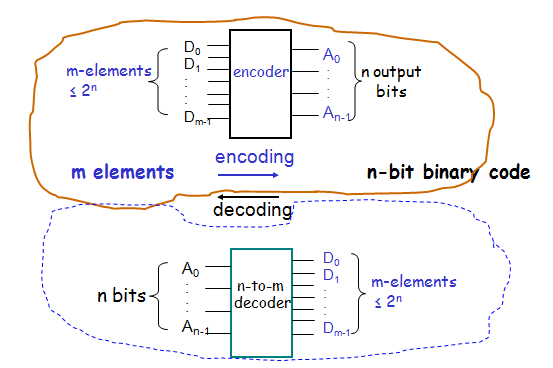 D₀
D₁
:
:
Dₘ₋₁
m-elements
≤ 2ⁿ
encoder
A₀
:
:
Aₙ₋₁
n output
bits
m elements
encoding
decoding
n-bit binary code
n bits
A₀
:
:
Aₙ₋₁
n-to-m
decoder
D₀
D₁
:
:
Dₘ₋₁
m-elements
≤ 2ⁿ